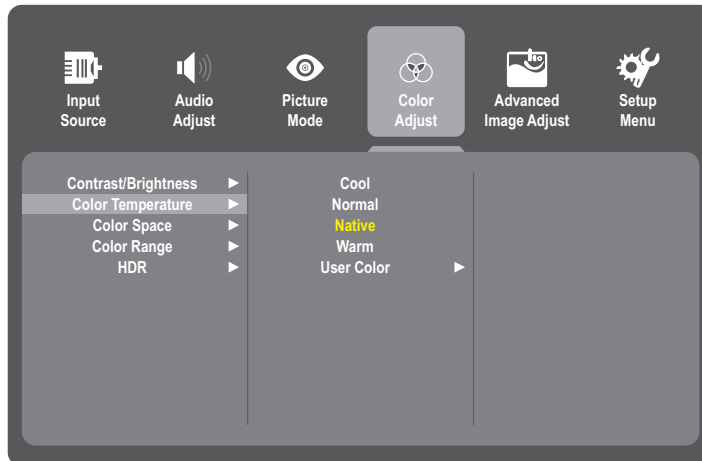 Input Source
Audio Adjust
Picture Mode
Color Adjust
Advanced Image Adjust
Setup Menu
Contrast/Brightness
Color Temperature
Color Space
Color Range
HDR
Cool
Normal
Native
Warm
User Color